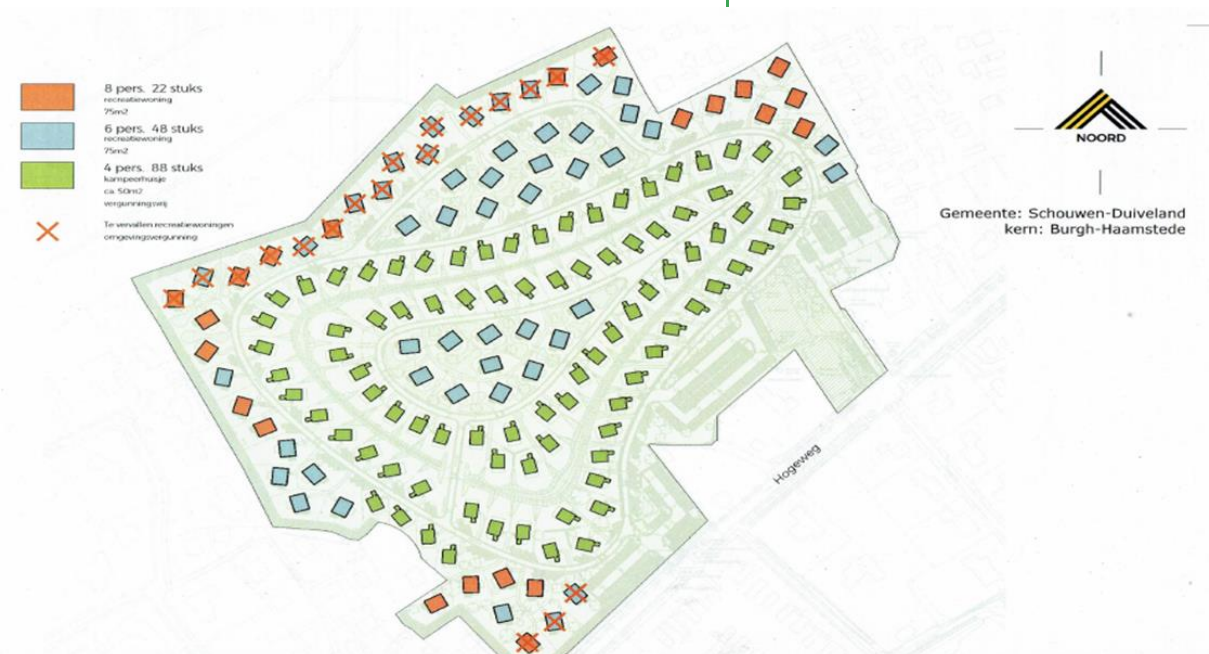 8 pers. 22 stuks
recreatiewoning
75m2
6 pers. 48 stuks
recreatiewoning
75m2
4 pers. 88 stuks
kampeerhuisje
ca. 50m2
vergunningsvrij
Te vervallen recreatiewoningen
omgevingsvergunning
NOORD
Gemeente: Schouwen-Duiveland
kern: Burgh-Haamstede
Hogeweg